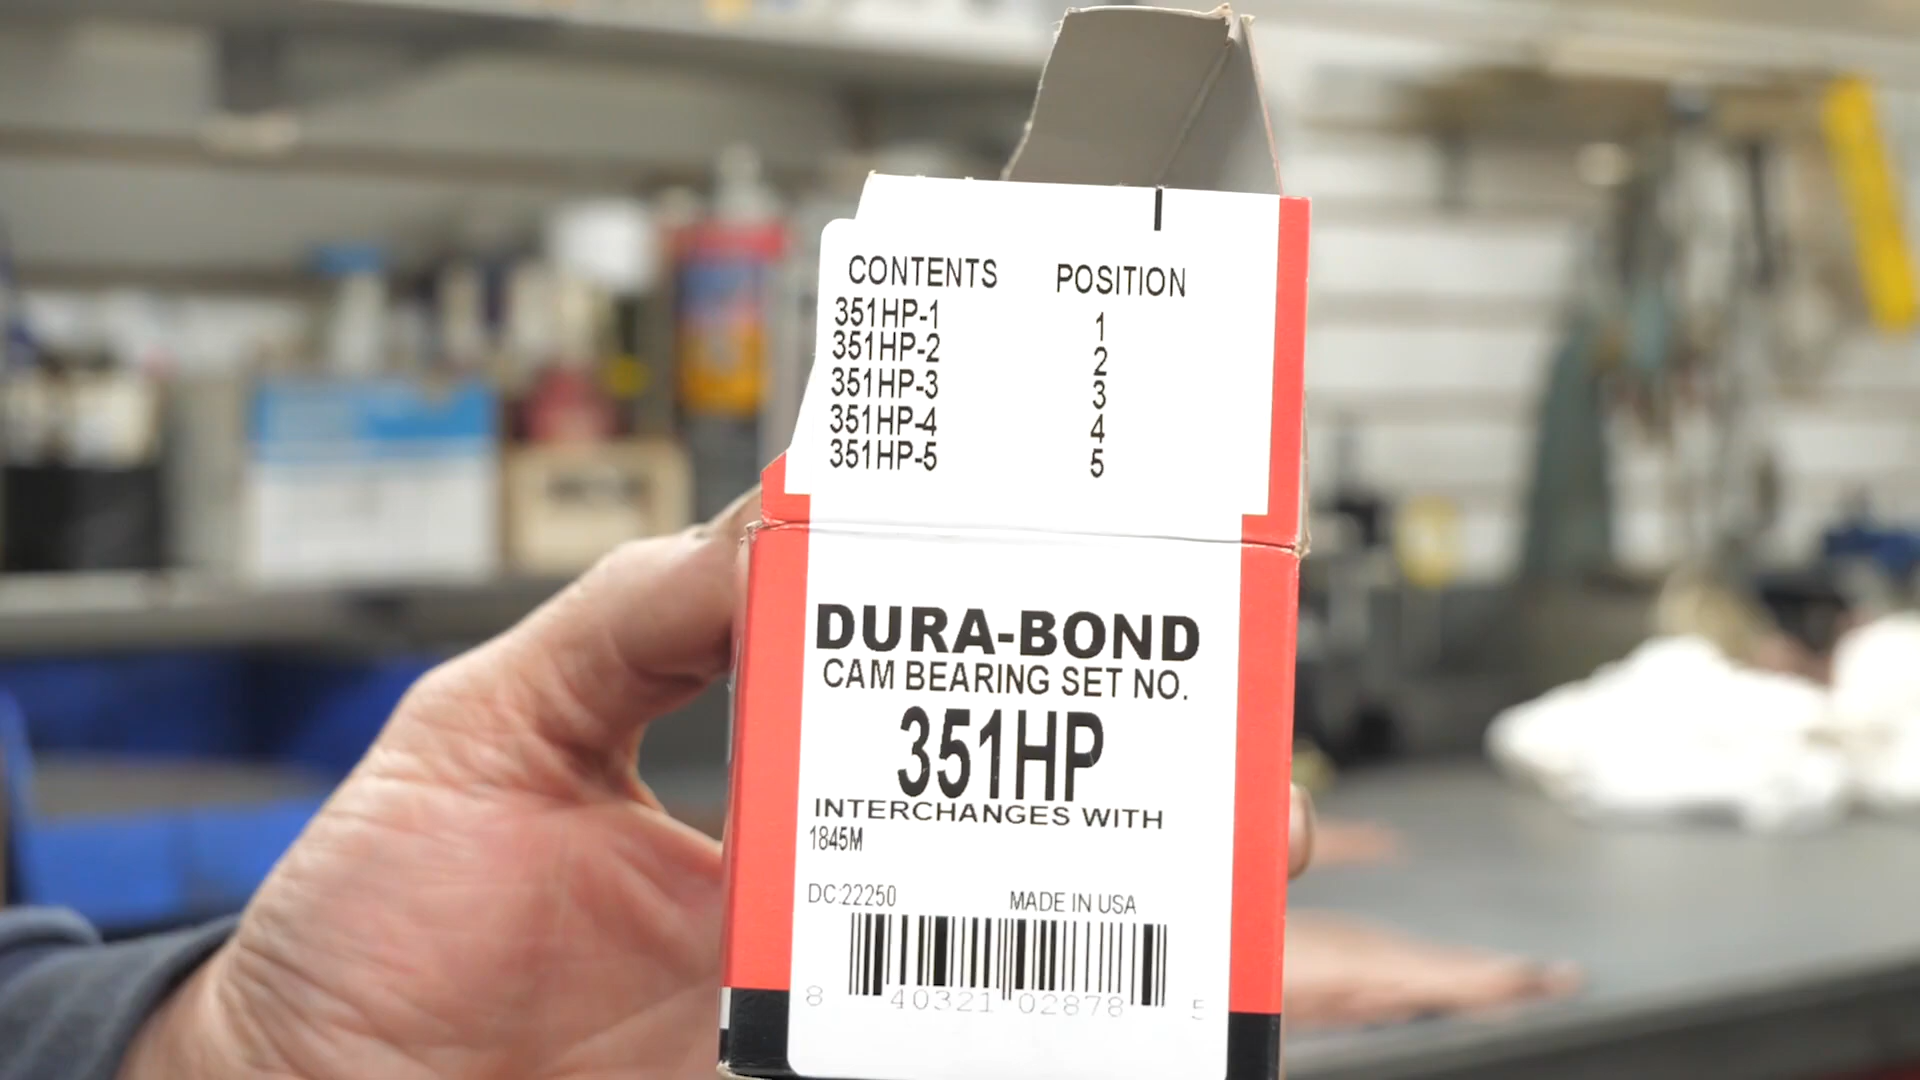 CONTENTS POSITION
351HP-1 1
351HP-2 2
351HP-3 3
351HP-4 4
351HP-5 5
DURA-BOND
CAM BEARING SET NO.
351HP
INTERCHANGES WITH
1845M
DC:22250 MADE IN USA
8 40321 02878 5